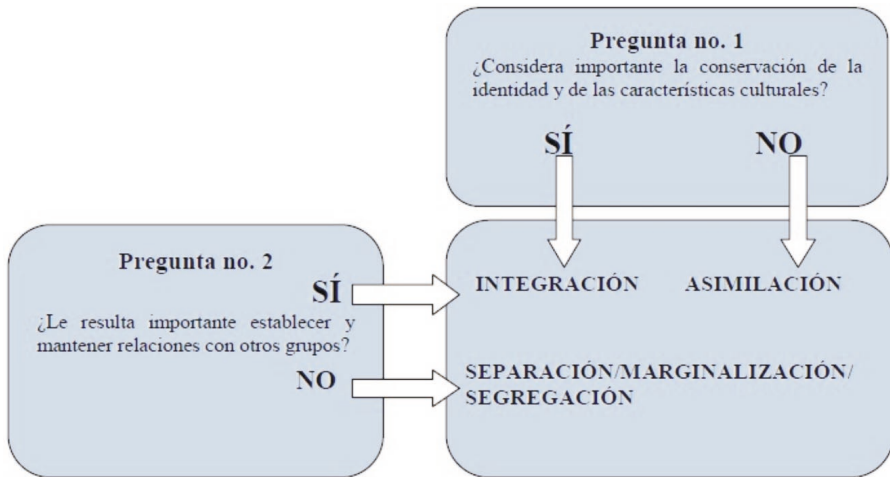 Pregunta no. 1
¿Considera importante la conservación de la
identidad y de las características culturales?
SÍ NO
Pregunta no. 2
SÍ
¿Le resulta importante establecer y
mantener relaciones con otros grupos?
NO
INTEGRACIÓN ASIMILACIÓN
SEPARACIÓN/MARGINALIZACIÓN/
SEGREGACIÓN